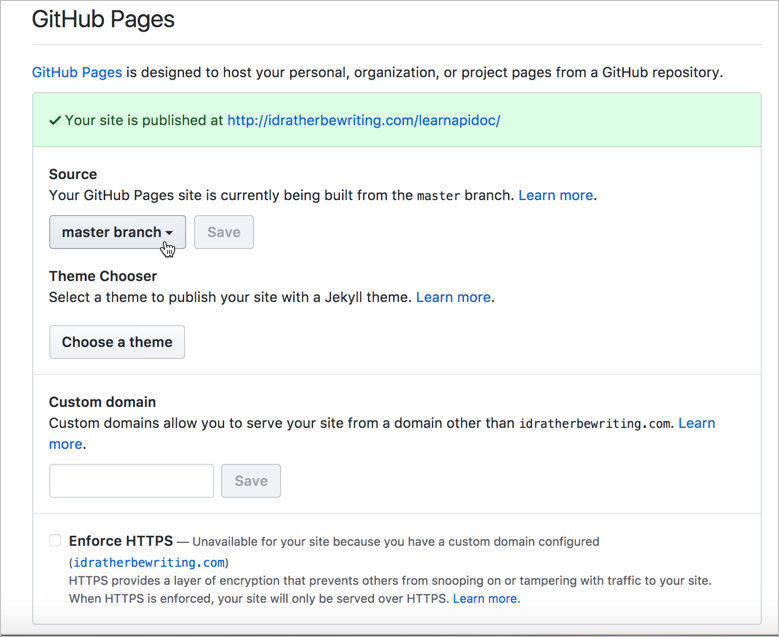 GitHub Pages
GitHub Pages is designed to host your personal, organization, or project pages from a GitHub repository.
✓ Your site is published at http://idratherbewriting.com/learnapidoc/
Source
Your GitHub Pages site is currently being built from the master branch. Learn more.
master branch Save
Theme Chooser
Select a theme to publish your site with a Jekyll theme. Learn more.
Choose a theme
Custom domain
Custom domains allow you to serve your site from a domain other than idratherbewriting.com. Learn
more.
Save
Enforce HTTPS — Unavailable for your site because you have a custom domain configured
(idratherbewriting.com)
HTTPS provides a layer of encryption that prevents others from snooping on or tampering with traffic to your site.
When HTTPS is enforced, your site will only be served over HTTPS. Learn more.